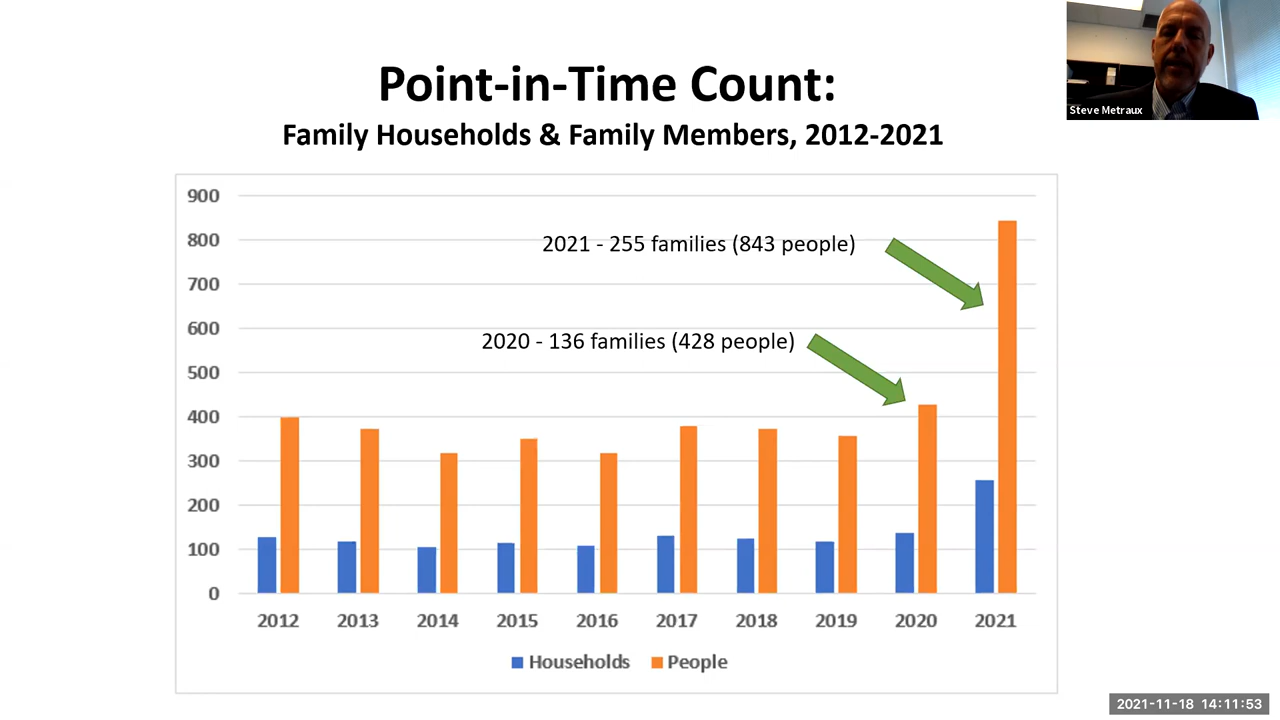 Point-in-Time Count:
Family Households & Family Members, 2012-2021
Steve Metraux
900
800
700
600
500
400
300
200
100
0
2021 - 255 families (843 people)
2020 - 136 families (428 people)
2012 2013 2014 2015 2016 2017 2018 2019 2020 2021
Households People
2021-11-18 14:11:53